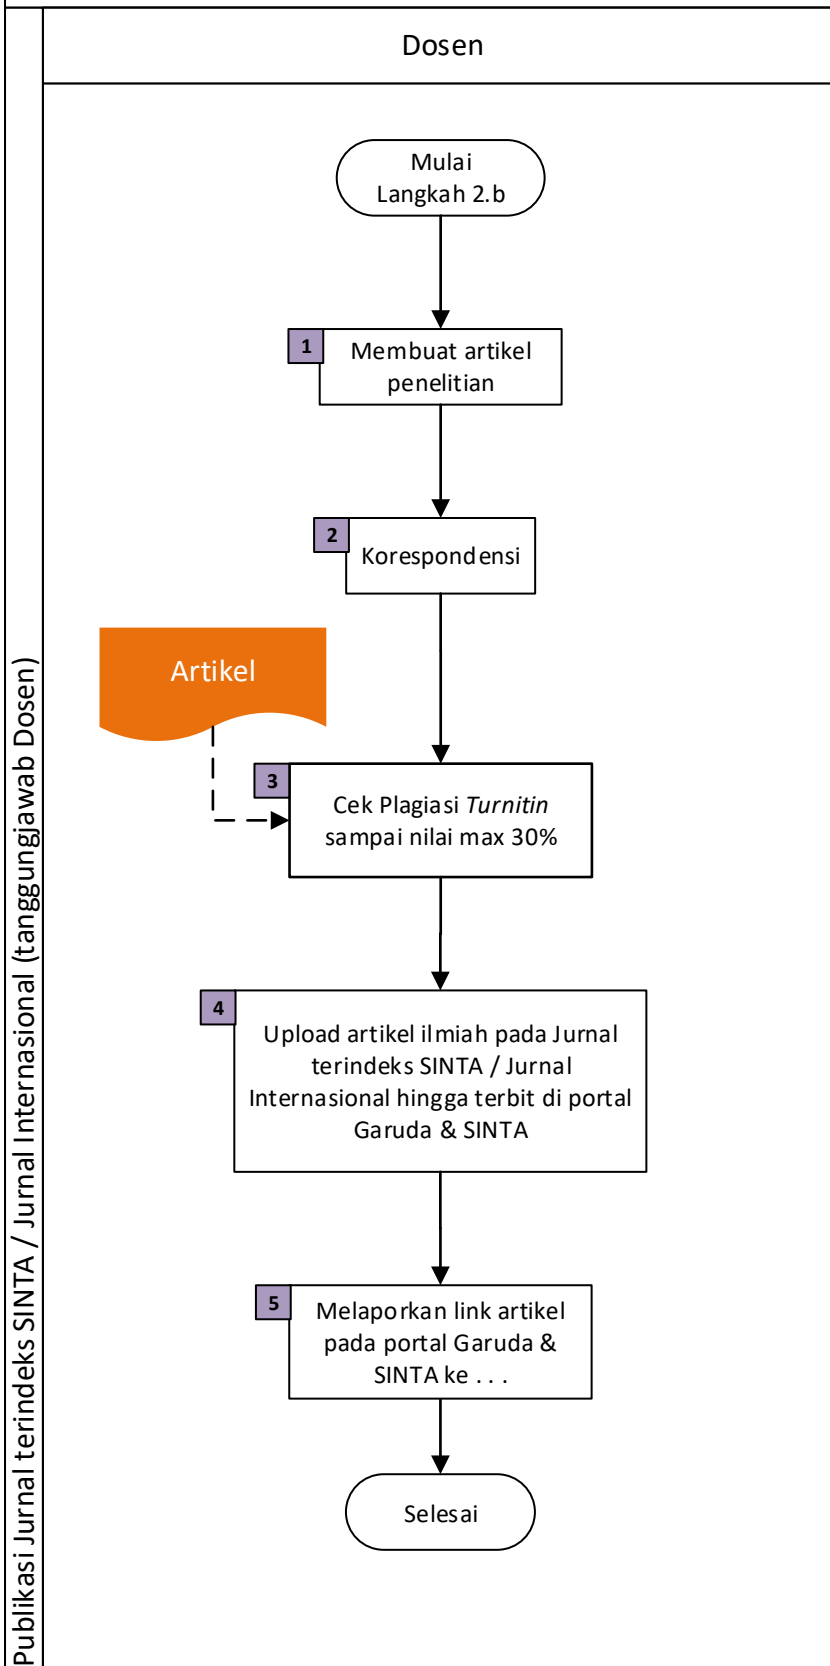 Dosen
Publikasi Jurnal terindeks SINTA / Jurnal Internasional (tanggungjawab Dosen)
Mulai
Langkah 2.b
1
Membuat artikel
penelitian
2
Korespondensi
Artikel
3
Cek Plagiasi Turnitin
sampai nilai max 30%
4
Upload artikel ilmiah pada Jurnal
terindeks SINTA / Jurnal
Internasional hingga terbit di portal
Garuda & SINTA
5
Melaporkan link artikel
pada portal Garuda &
SINTA ke . . .
Selesai